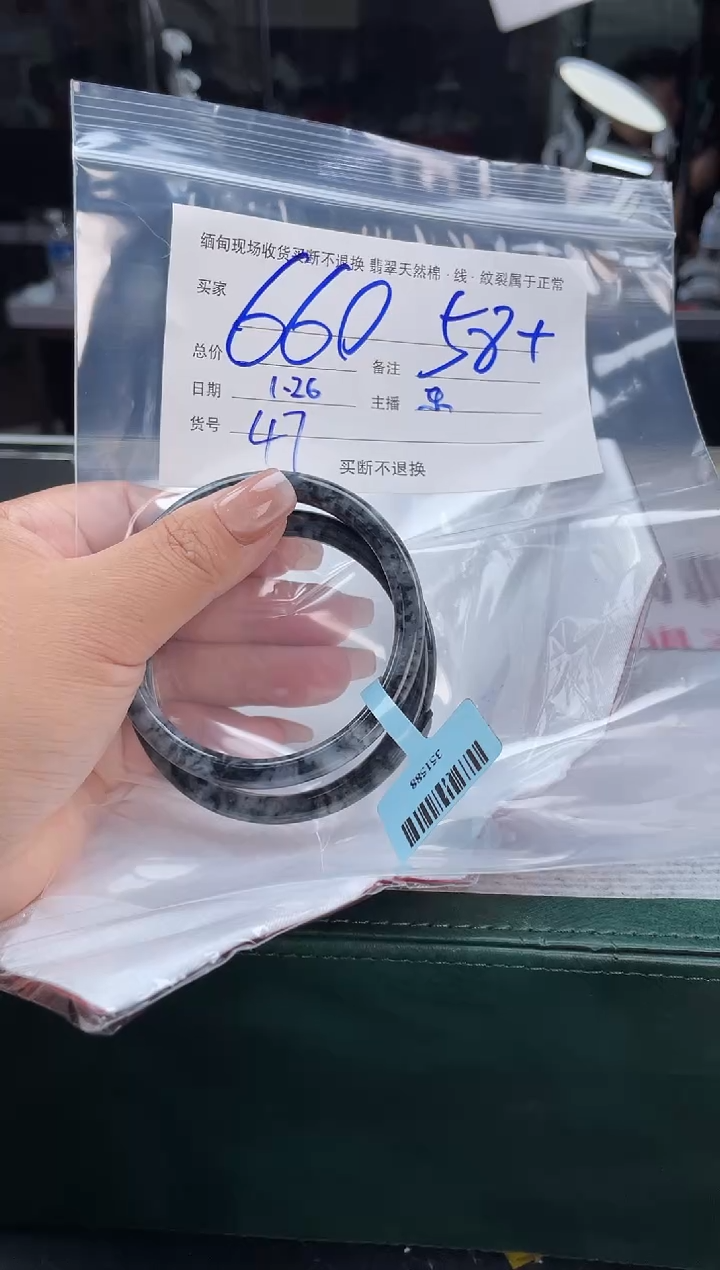 缅甸现场收货买断不退换 翡翠天然棉·线·纹裂属于正常
买家 660 58+
总价 备注
日期 1-26 主播
货号 47
买断不退换
351588